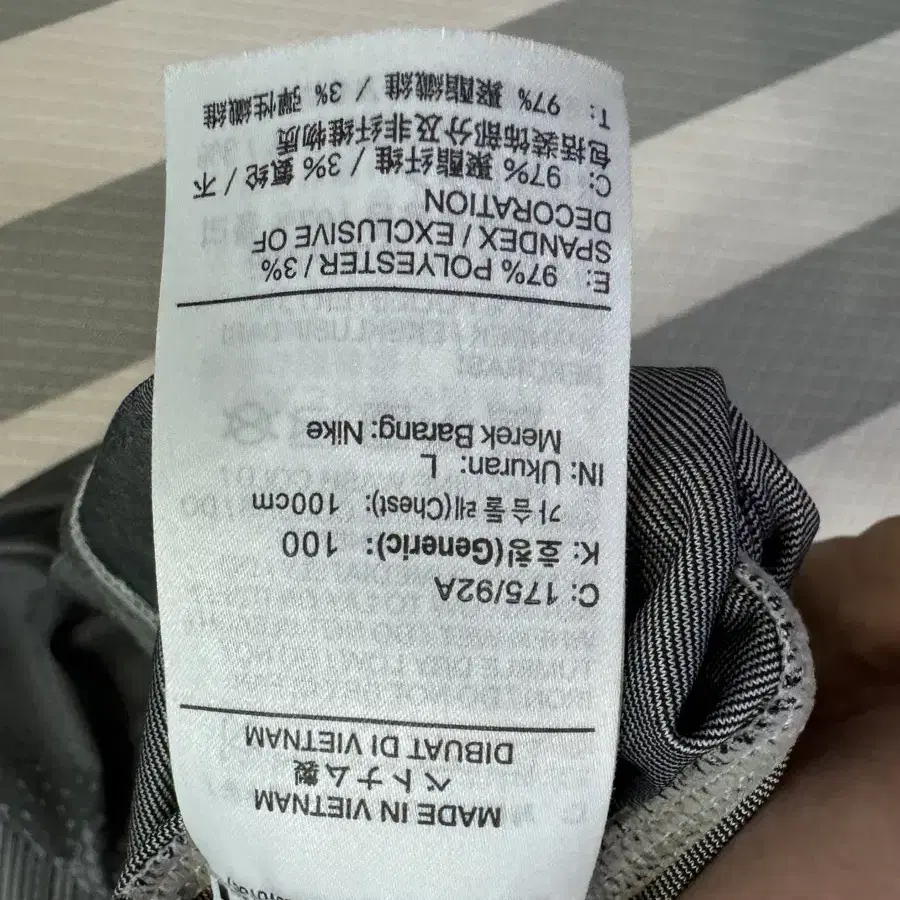 MADE IN VIETNAM
ベトナム製
DIBUAT DI VIETNAM
C: 175/92A
K: 호칭(Generic): 100
가슴둘레(Chest): 100cm
IN: Ukuran: L
Merek Barang: Nike
E: 97% POLYESTER / 3%
SPANDEX / EXCLUSIVE OF
DECORATION
C: 97% 聚酯纤维 / 3% 氨纶 / 不
包括装饰部分及非纤维物质
T: 97% 聚酯纖維 / 3% 彈性纖維